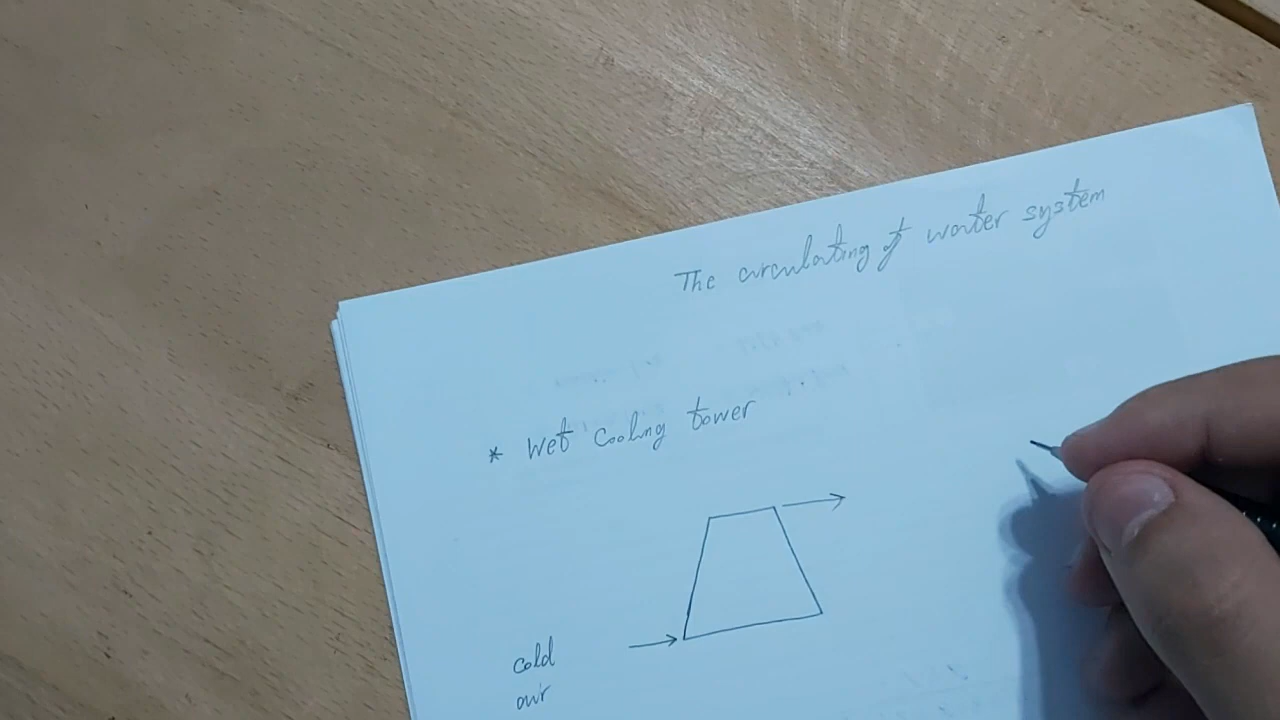 The circulating of water system
* Wet cooling tower
cold
air